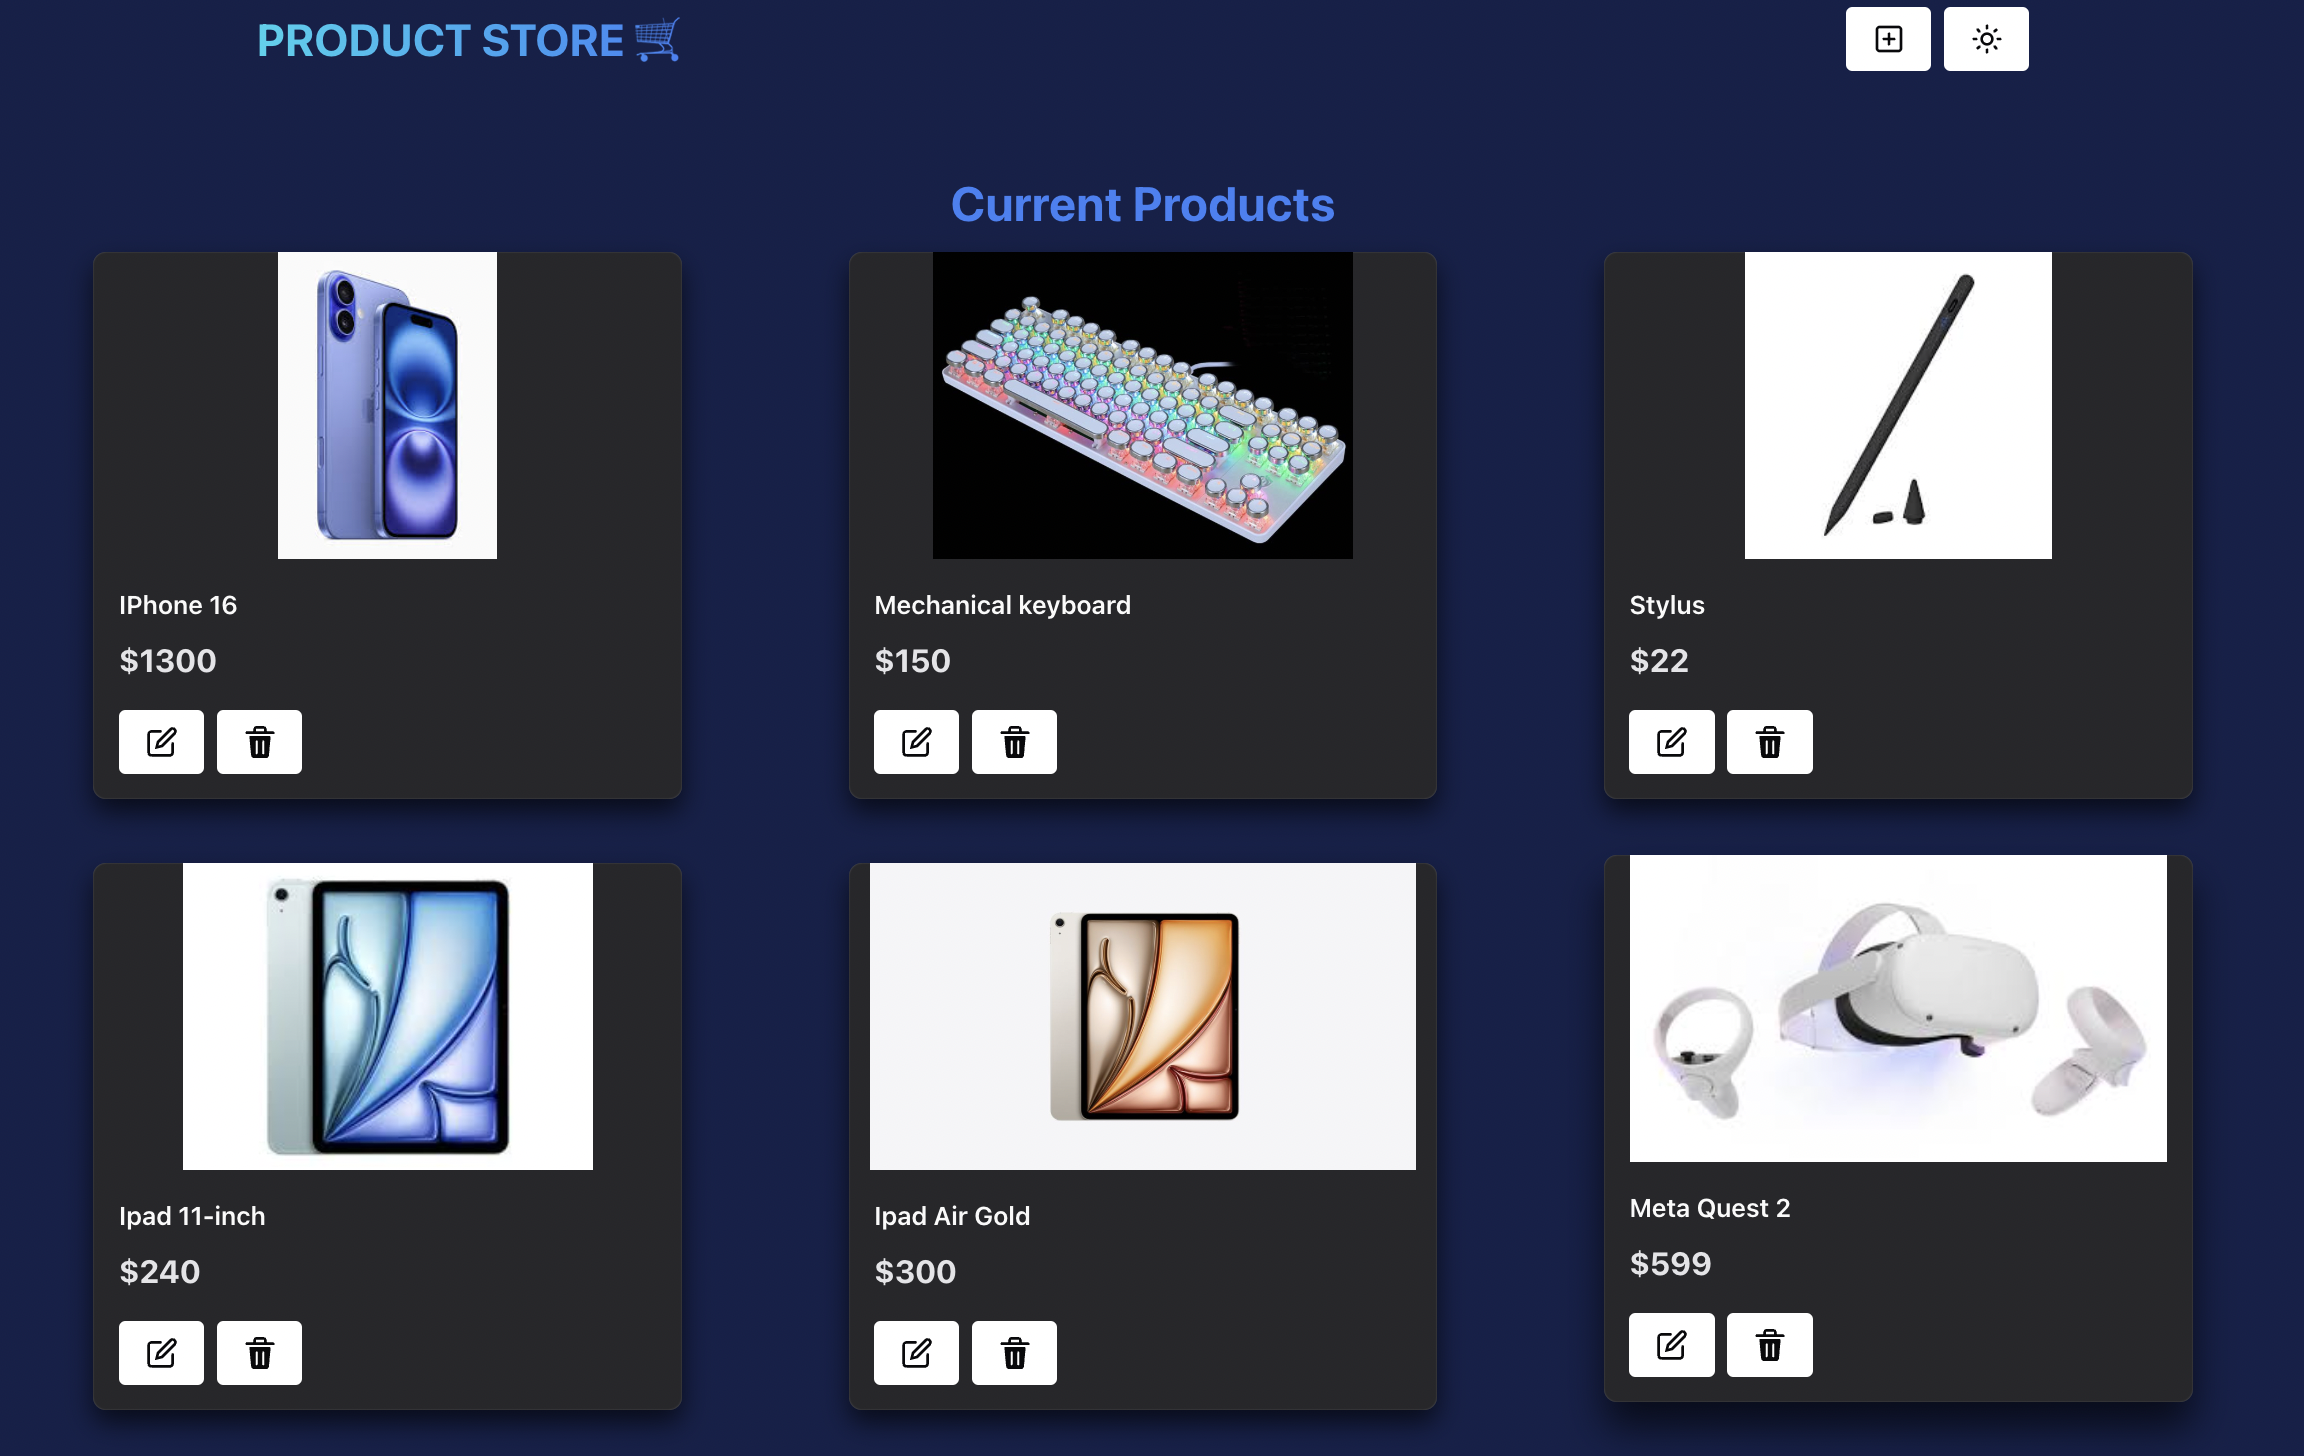 PRODUCT STORE 🛒
Current Products
IPhone 16
$1300
Mechanical keyboard
$150
Stylus
$22
Ipad 11-inch
$240
Ipad Air Gold
$300
Meta Quest 2
$599